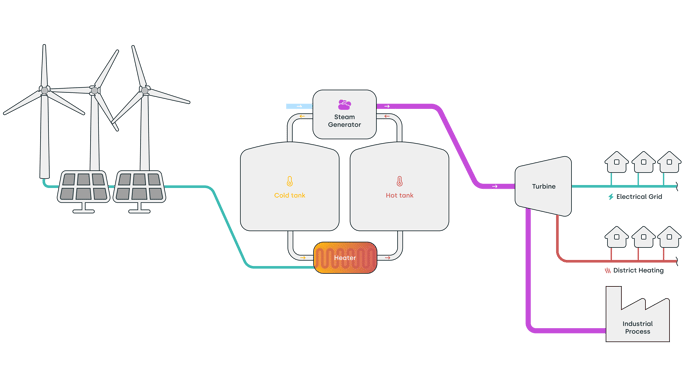 Steam
Generator
Cold tank
Hot tank
Heater
Turbine
Electrical Grid
District Heating
Industrial
Process